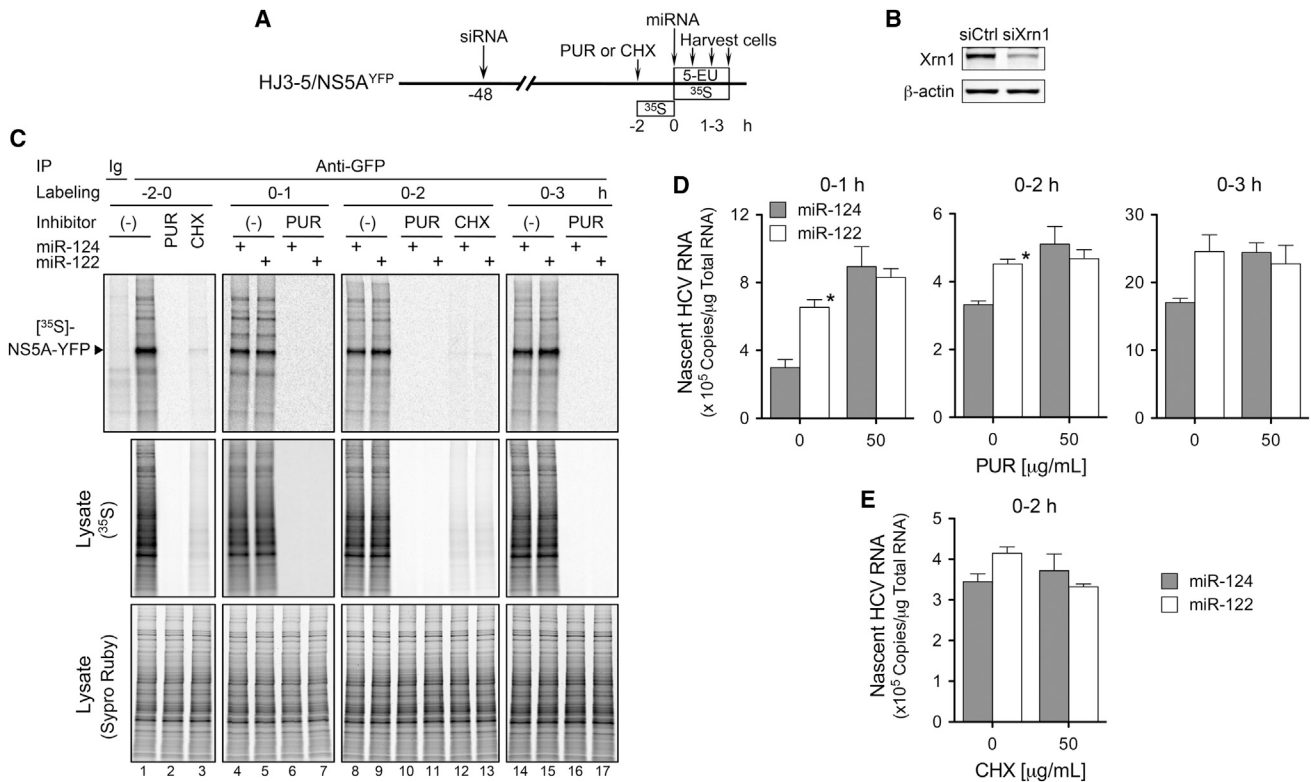 A
siRNA
PUR or CHX
miRNA
Harvest cells
HJ3-5/NS5A^YFP
5-EU
³⁵S
-48
³⁵S
-2 0 1-3 h
B
siCtrl siXrn1
Xrn1
β-actin
C
IP Ig Anti-GFP
Labeling -2-0 0-1 0-2 0-3 h
Inhibitor (-) PUR CHX (-) PUR (-) PUR CHX (-) PUR
miR-124 + + + + + + +
miR-122 + + + + + + +
[³⁵S]-
NS5A-YFP
Lysate
(³⁵S)
Lysate
(Sypro Ruby)
1 2 3 4 5 6 7 8 9 10 11 12 13 14 15 16 17
D
0-1 h 0-2 h 0-3 h
miR-124
miR-122
Nascent HCV RNA
(x 10⁵ Copies/µg Total RNA)
12
9
6
3
0
*
0 50
6
4
2
0
*
0 50
30
20
10
0
0 50
PUR [µg/mL]
E
0-2 h
Nascent HCV RNA
(x10⁵ Copies/µg Total RNA)
5
4
3
2
1
0
0 50
CHX [µg/mL]
miR-124
miR-122